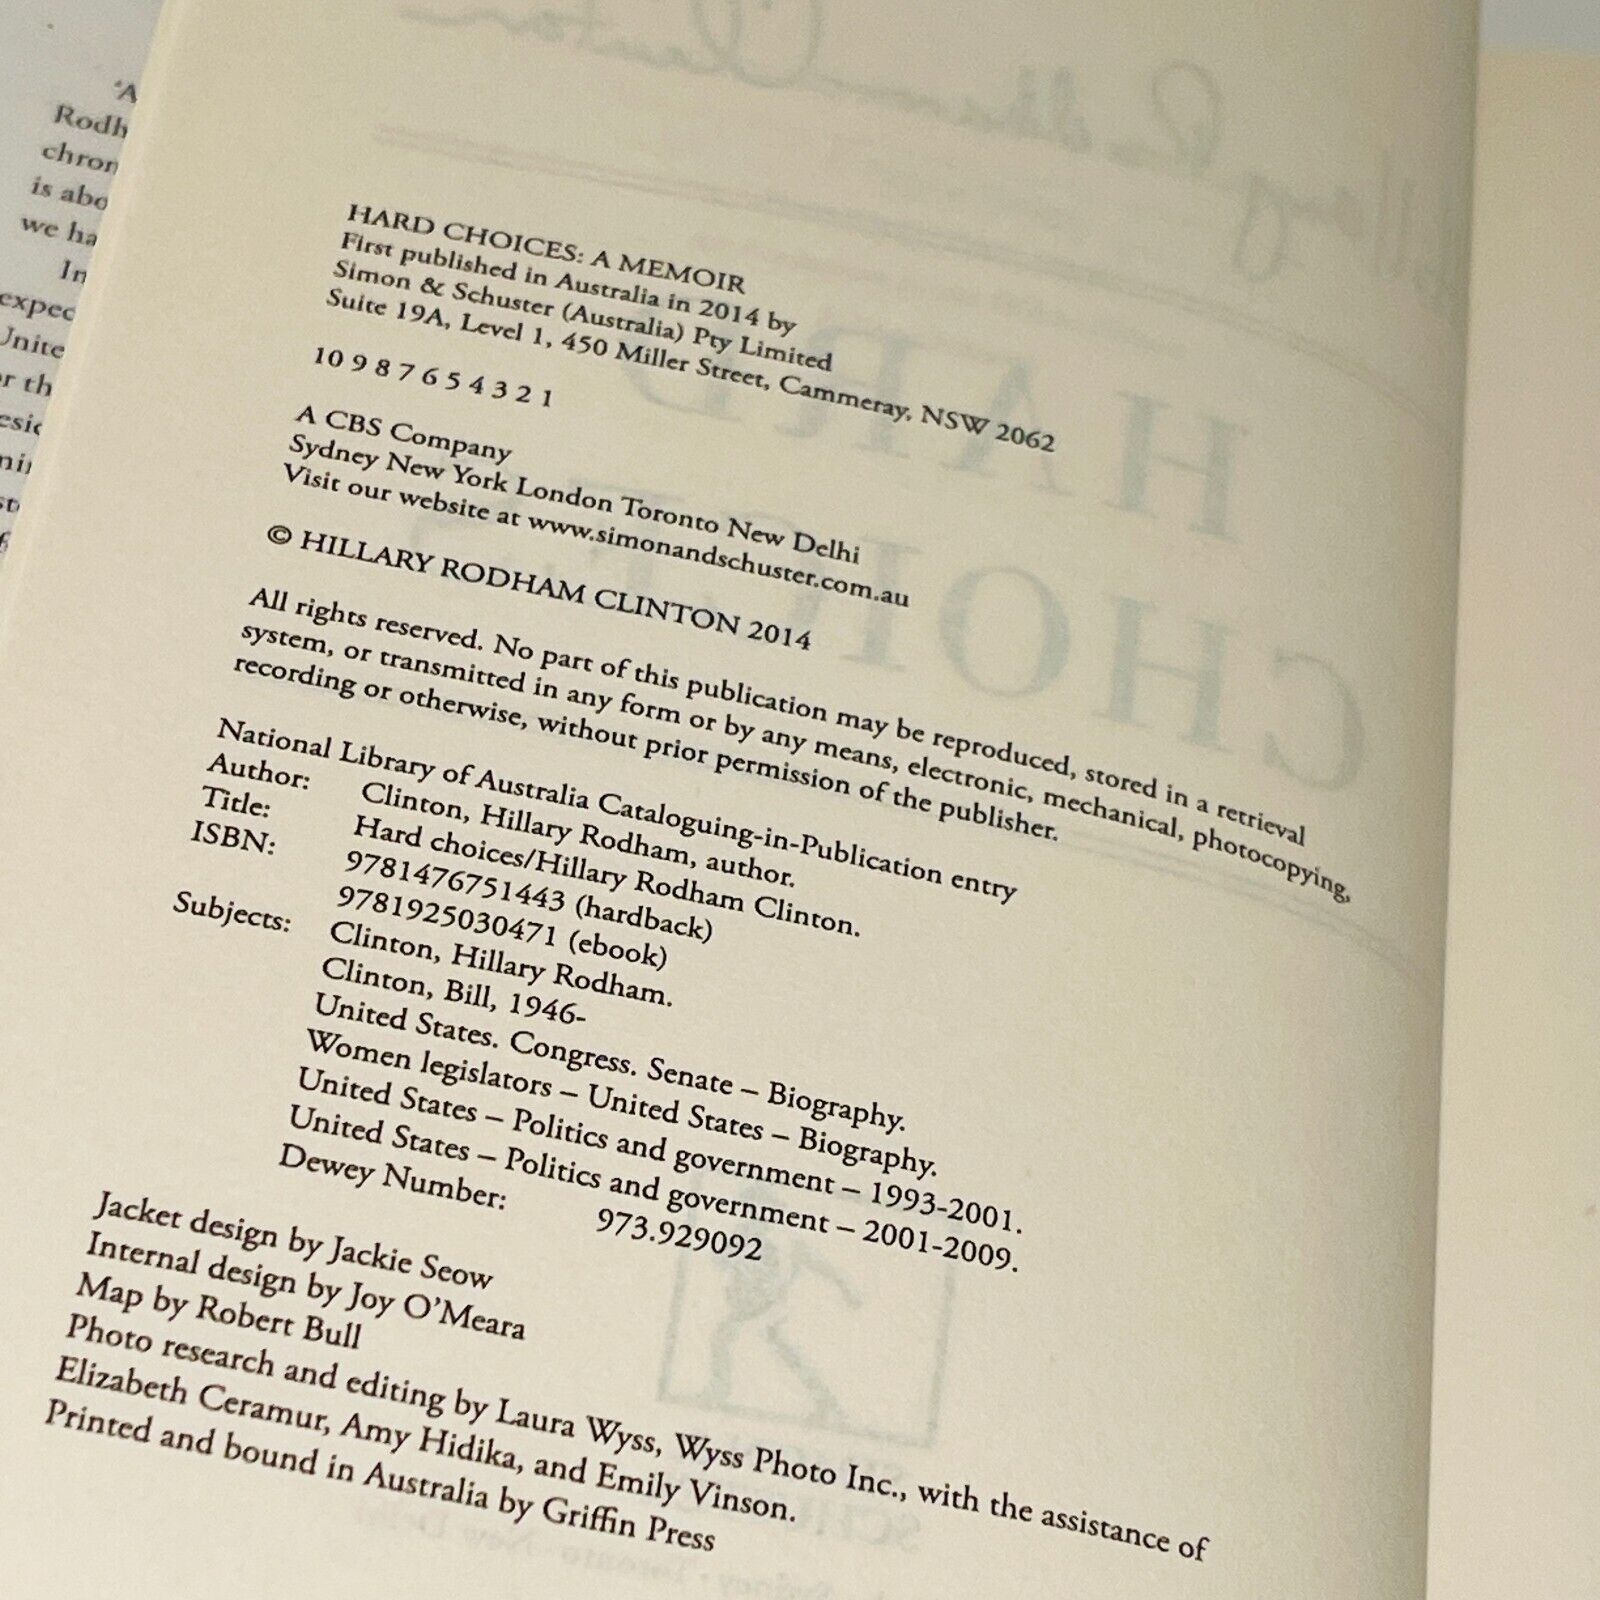 'A
Rodh
chron
is abo
we ha
In
expec
Unite
r th
HARD CHOICES: A MEMOIR
First published in Australia in 2014 by
Simon & Schuster (Australia) Pty Limited
Suite 19A, Level 1, 450 Miller Street, Cammeray, NSW 2062
10 9 8 7 6 5 4 3 2 1
A CBS Company
Sydney New York London Toronto New Delhi
Visit our website at www.simonandschuster.com.au
© HILLARY RODHAM CLINTON 2014
All rights reserved. No part of this publication may be reproduced, stored in a retrieval
system, or transmitted in any form or by any means, electronic, mechanical, photocopying,
recording or otherwise, without prior permission of the publisher.
National Library of Australia Cataloguing-in-Publication entry
Author: Clinton, Hillary Rodham, author.
Title: Hard choices/Hillary Rodham Clinton.
ISBN: 9781476751443 (hardback)
9781925030471 (ebook)
Subjects: Clinton, Hillary Rodham.
Clinton, Bill, 1946-
United States. Congress. Senate – Biography.
Women legislators – United States – Biography.
United States – Politics and government – 1993-2001.
United States – Politics and government – 2001-2009.
Dewey Number: 973.929092
Jacket design by Jackie Seow
Internal design by Joy O'Meara
Map by Robert Bull
Photo research and editing by Laura Wyss, Wyss Photo Inc., with the assistance of
Elizabeth Ceramur, Amy Hidika, and Emily Vinson.
Printed and bound in Australia by Griffin Press